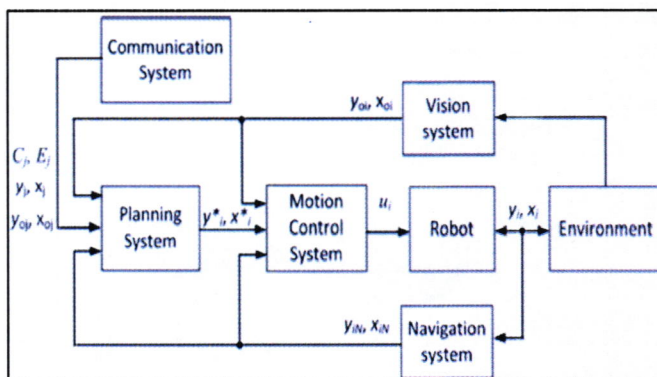 Communication
System
y_oi, x_oi
Vision
system
C_j, E_j
y_j, x_j
y_oj, x_oj
Planning
System
y*_i, x*_i
Motion
Control
System
u_i
Robot
y_i, x_i
Environment
y_iN, x_iN
Navigation
system